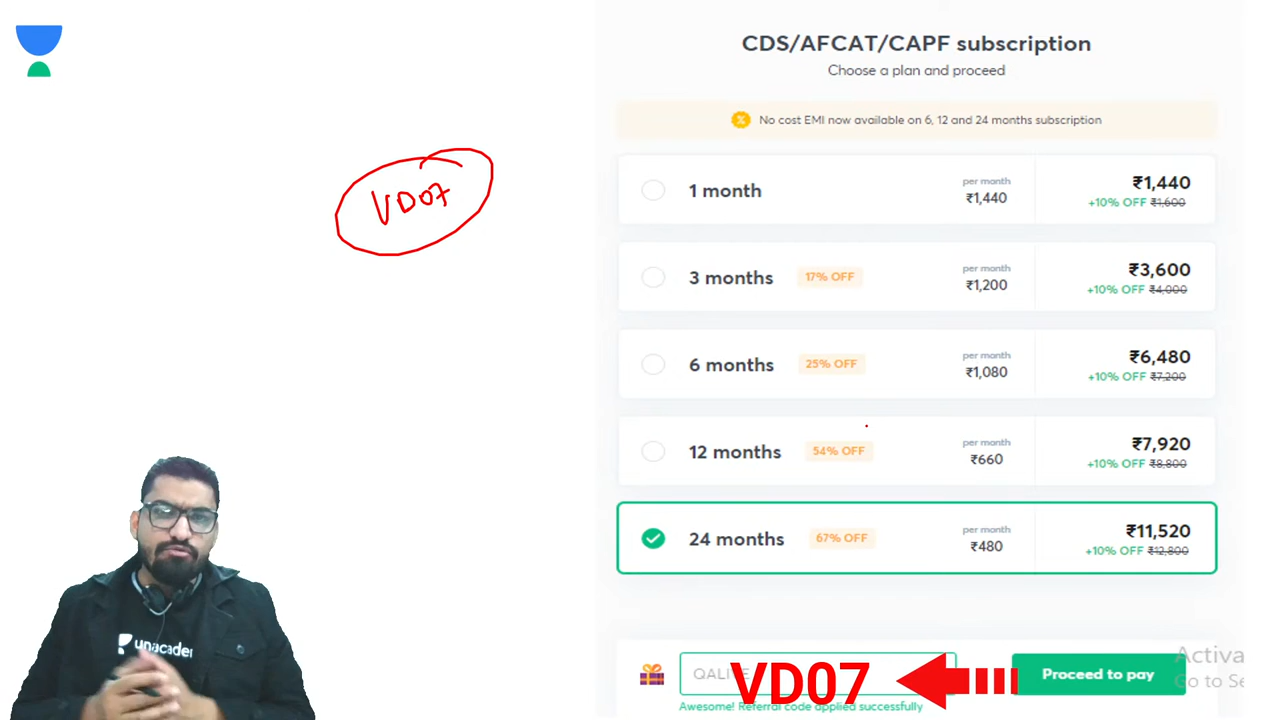 CDS/AFCAT/CAPF subscription
Choose a plan and proceed
No cost EMI now available on 6, 12 and 24 months subscription
VD07
1 month
per month
₹1,440
₹1,440
+10% OFF ₹1,600
3 months
17% OFF
per month
₹1,200
₹3,600
+10% OFF ₹4,000
6 months
25% OFF
per month
₹1,080
₹6,480
+10% OFF ₹7,200
12 months
54% OFF
per month
₹660
₹7,920
+10% OFF ₹8,800
24 months
67% OFF
per month
₹480
₹11,520
+10% OFF ₹12,800
VD07
Proceed to pay
Awesome! Referral code applied successfully
Activa
Go to Se
unacade